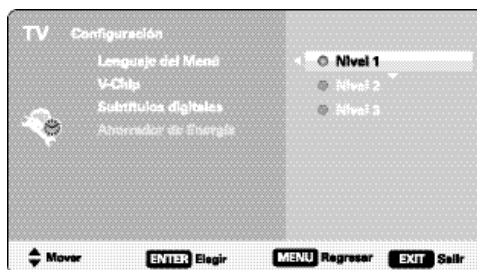 TV Configuración
Lenguaje del Menú
V-Chip
Subtítulos digitales
Ahorrador de Energía
Nivel 1
Nivel 2
Nivel 3
Mover ENTER Elegir MENU Regresar EXIT Salir